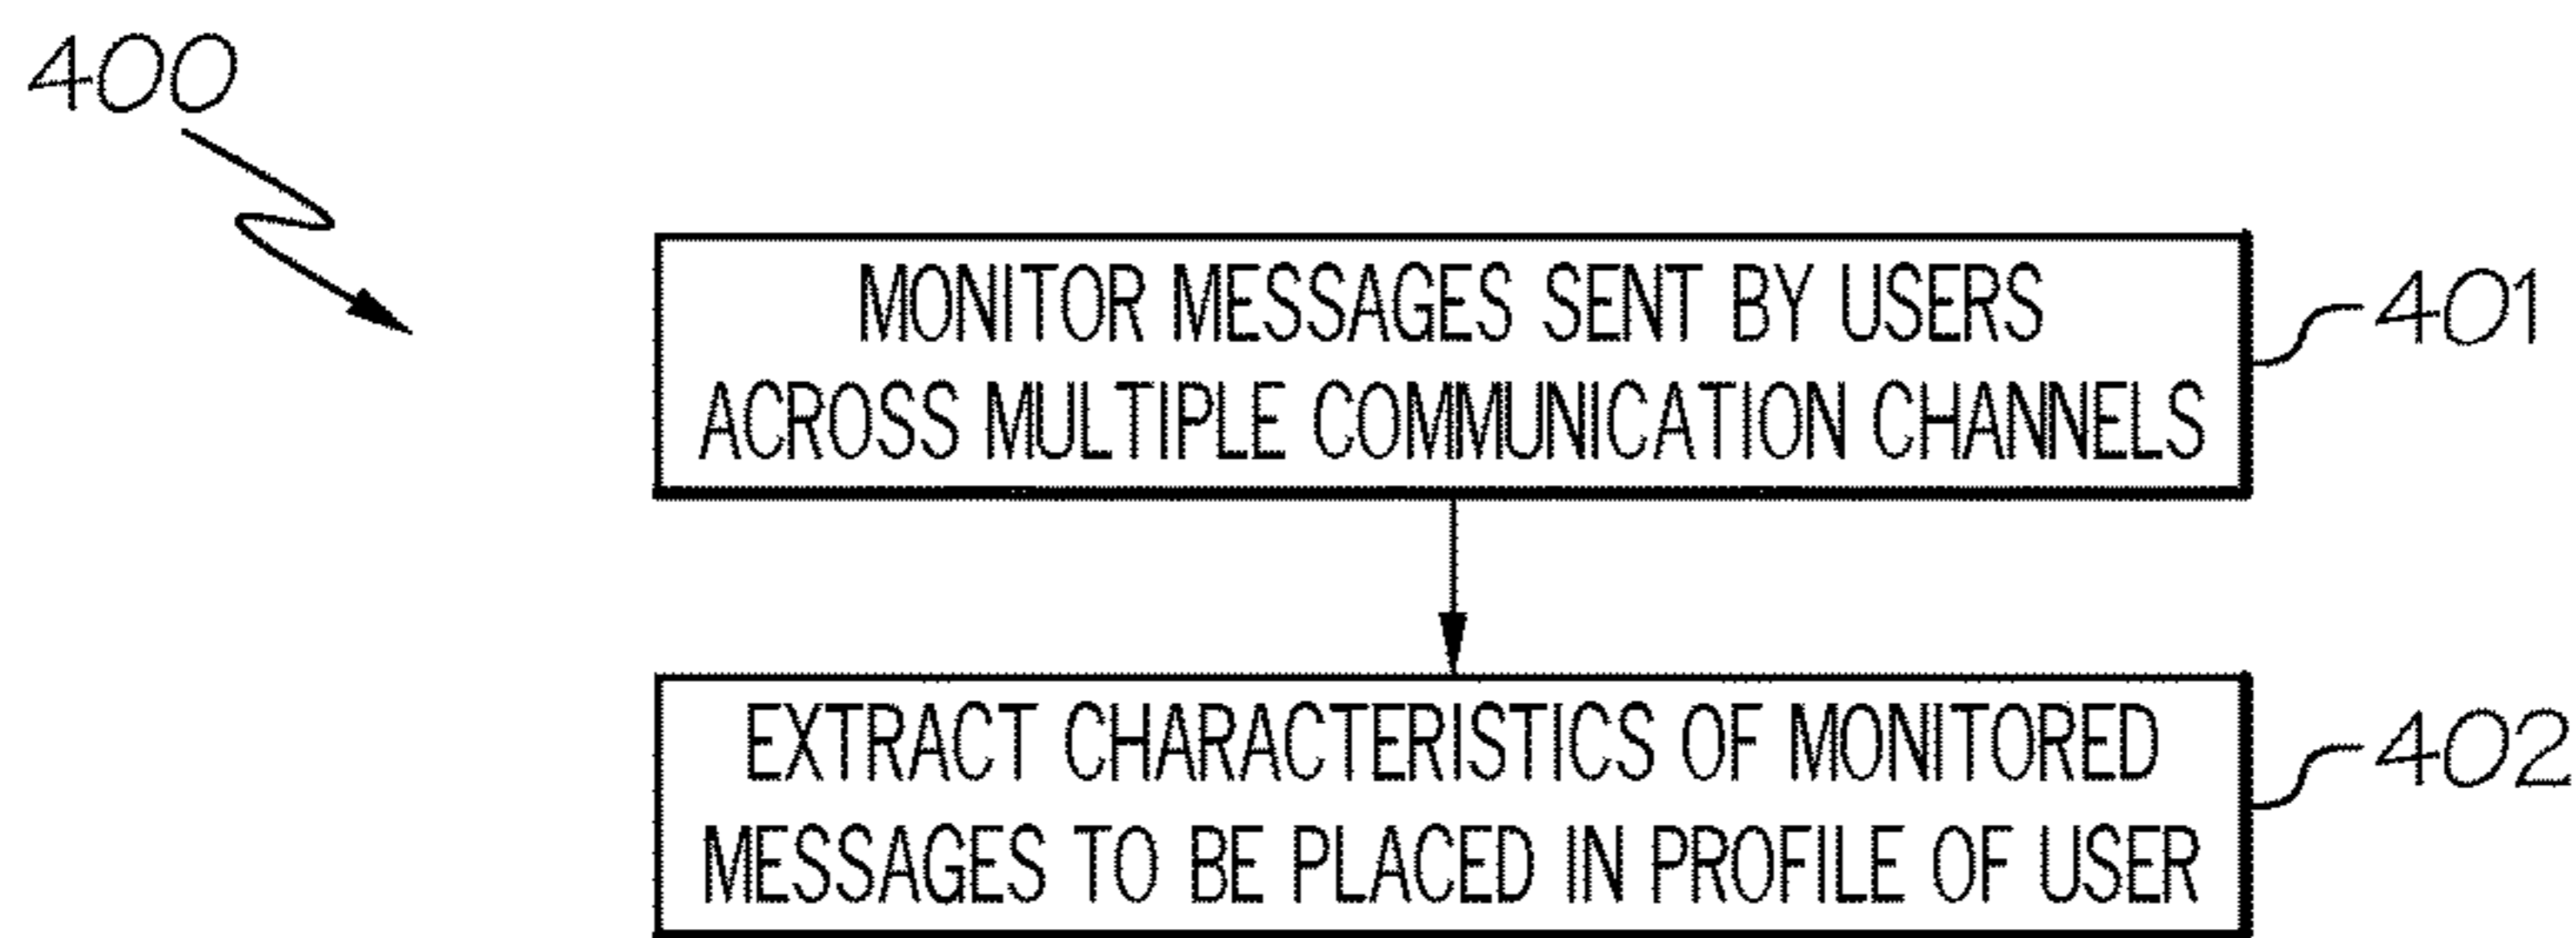 400
MONITOR MESSAGES SENT BY USERS
ACROSS MULTIPLE COMMUNICATION CHANNELS
401
EXTRACT CHARACTERISTICS OF MONITORED
MESSAGES TO BE PLACED IN PROFILE OF USER
402